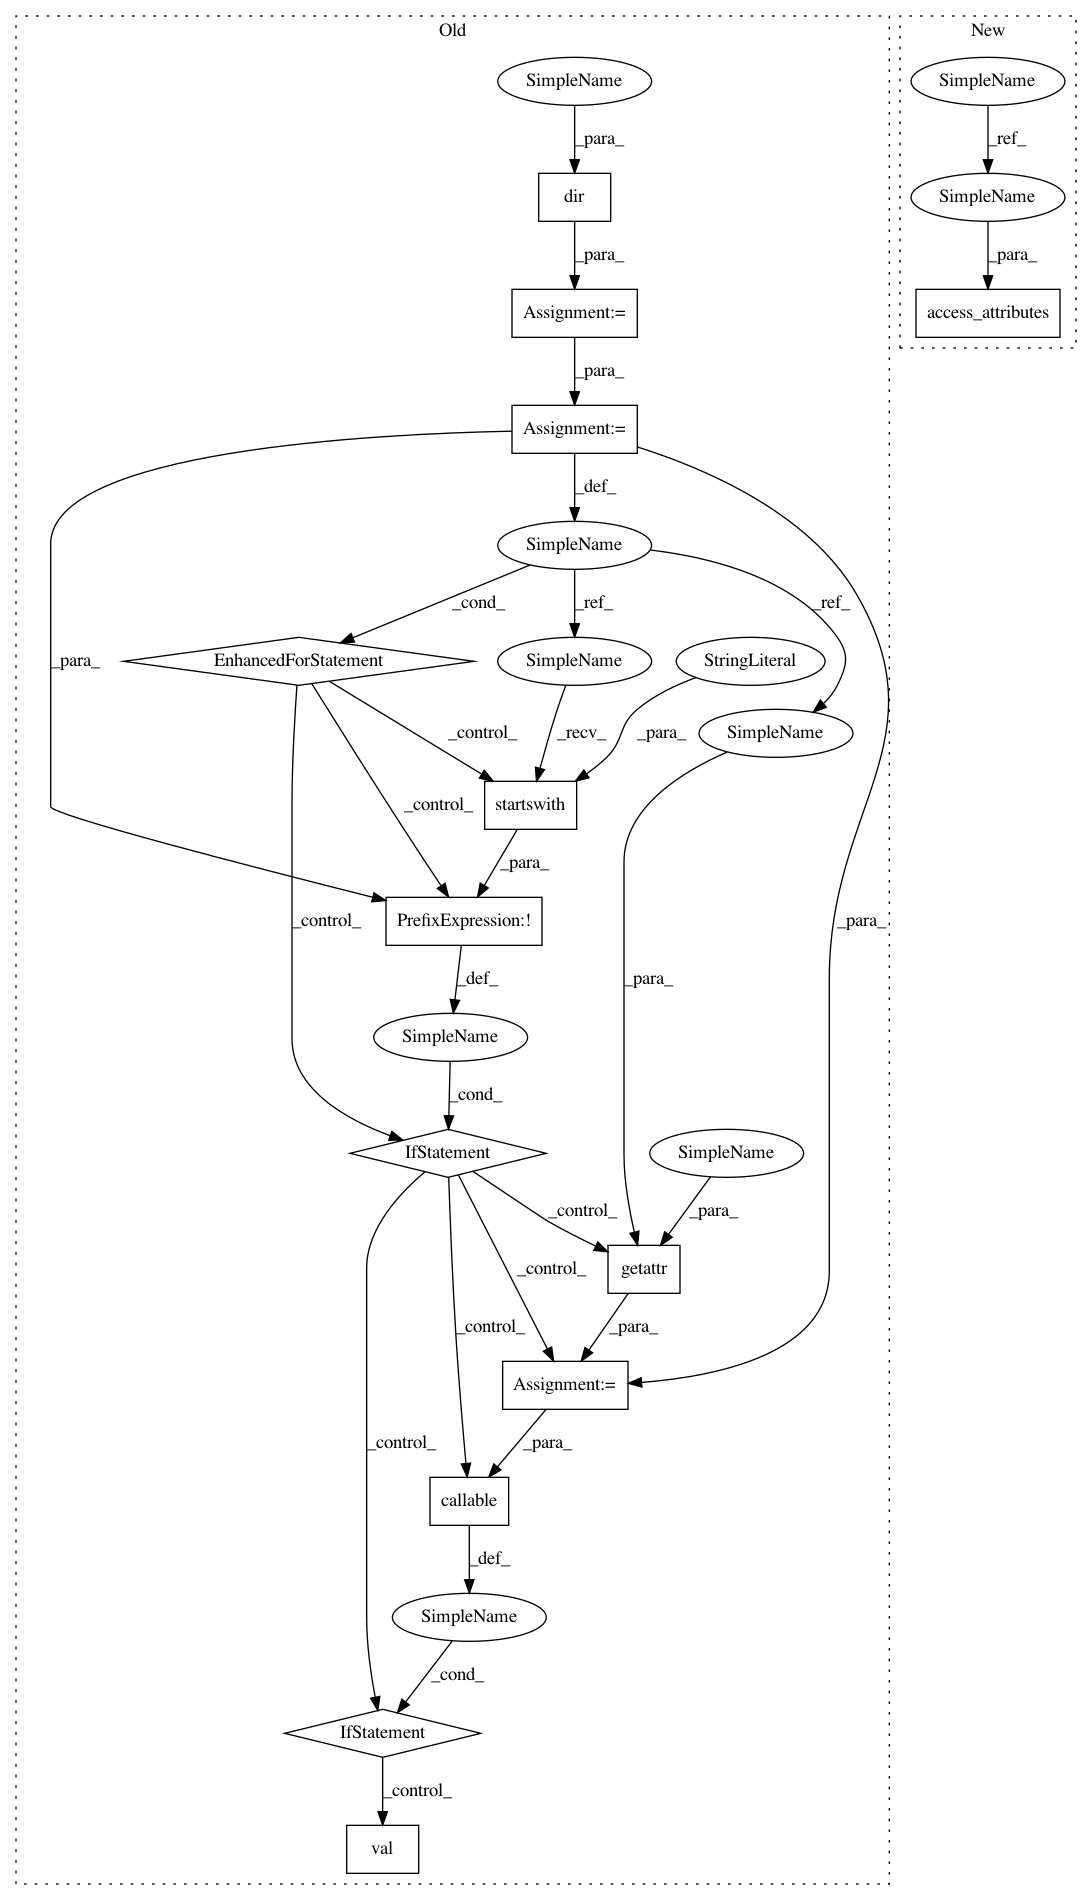 Old
New
SimpleName
SimpleName
_para_
_ref_
dir
SimpleName
_para_
_para_
Assignment:=
access_attributes
_para_
Assignment:=
_def_
SimpleName
_cond_
_ref_
_ref_
_para_
EnhancedForStatement
SimpleName
StringLiteral
_control_
_recv_
_para_
SimpleName
_control_
startswith
_para_
_control_
PrefixExpression:!
_para_
_def_
_para_
SimpleName
_cond_
IfStatement
SimpleName
_control_
_para_
_control_
getattr
_control_
_para_
Assignment:=
_control_
_para_
callable
_def_
SimpleName
_cond_
IfStatement
_control_
val